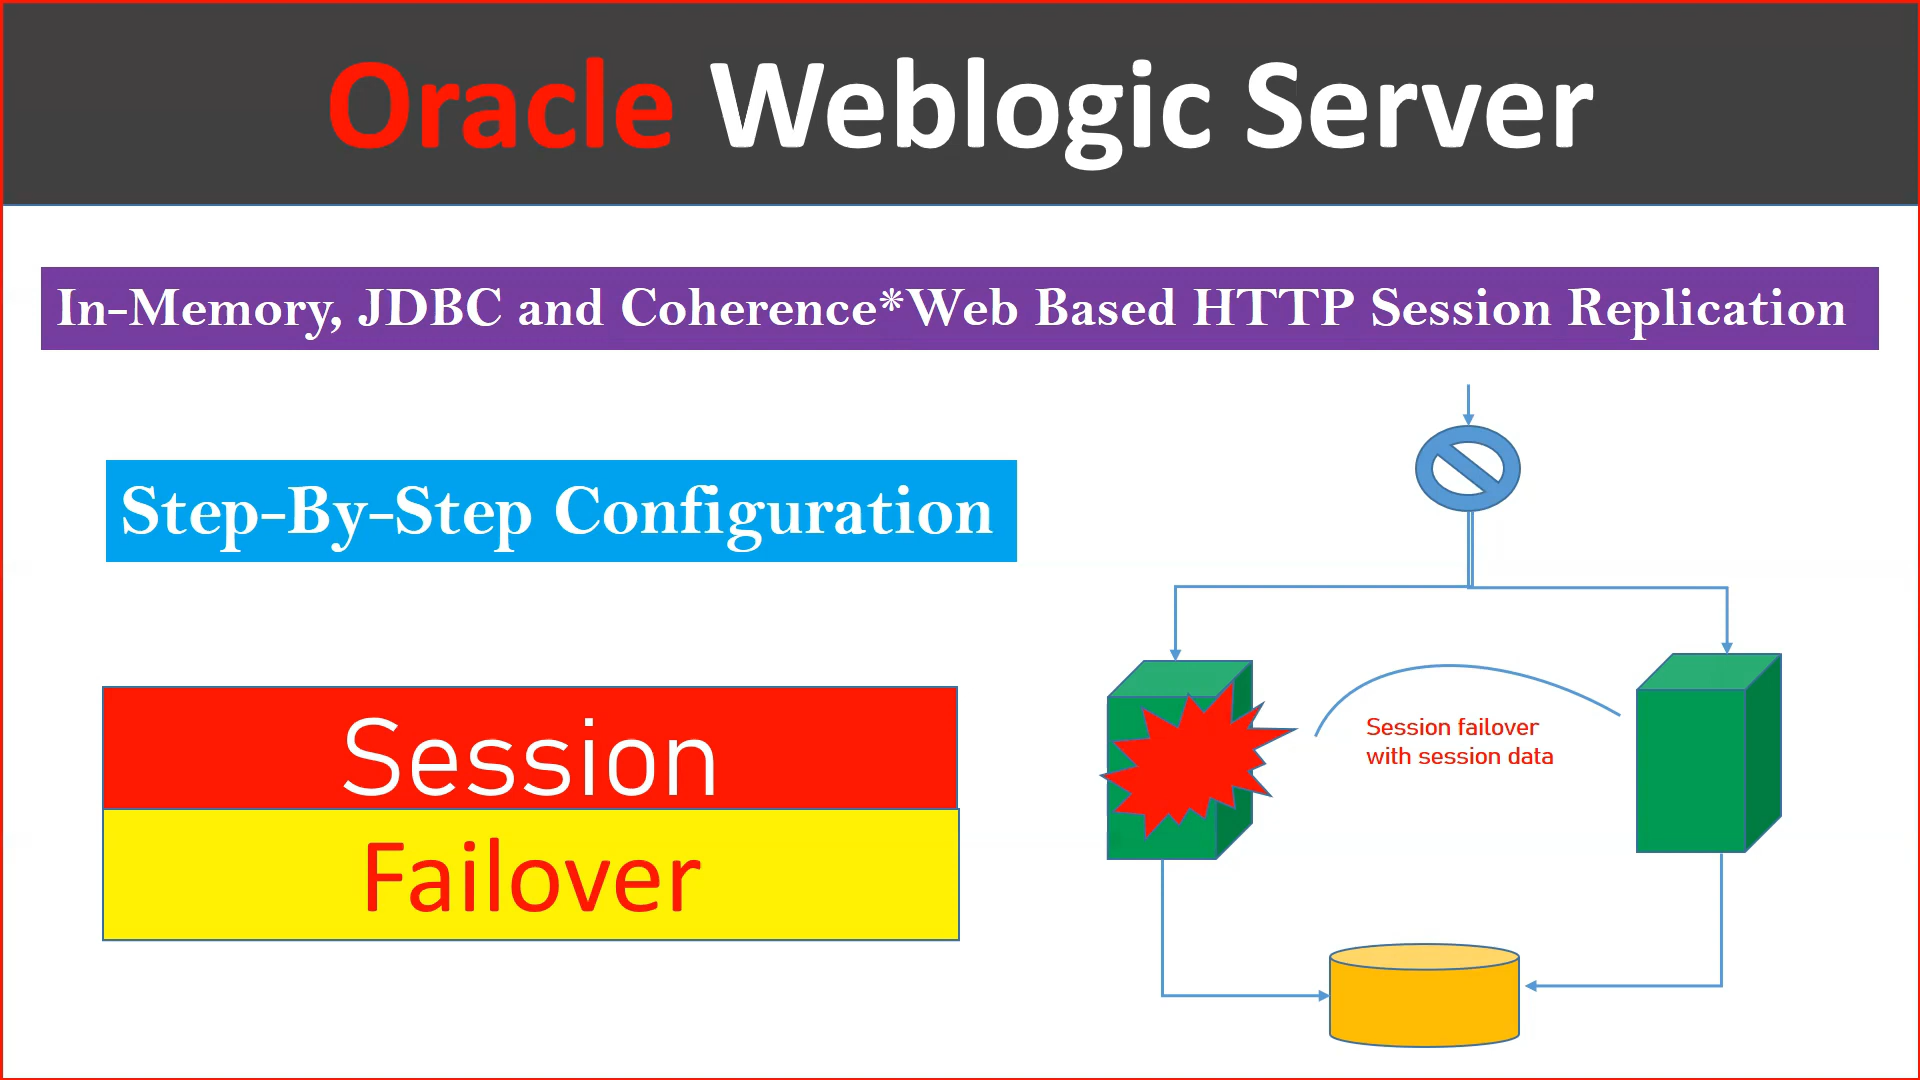 Oracle Weblogic Server
In-Memory, JDBC and Coherence*Web Based HTTP Session Replication
Step-By-Step Configuration
Session
Failover
Session failover
with session data